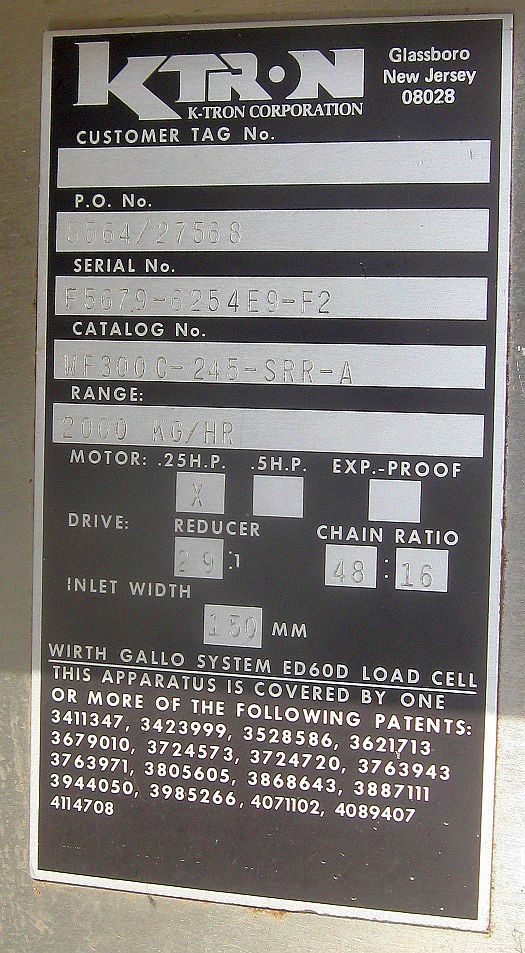 K-TRON
Glassboro
New Jersey
08028
K-TRON CORPORATION
CUSTOMER TAG No.
P.O. No.
5564/27568
SERIAL No.
F5679-6254E9-F2
CATALOG No.
WF300C-245-SRR-A
RANGE:
2000 KG/HR
MOTOR: .25H.P. .5H.P. EXP.-PROOF
X
DRIVE: REDUCER CHAIN RATIO
29:1 48:16
INLET WIDTH
150 MM
WIRTH GALLO SYSTEM ED60D LOAD CELL
THIS APPARATUS IS COVERED BY ONE
OR MORE OF THE FOLLOWING PATENTS:
3411347, 3423999, 3528586, 3621713
3679010, 3724573, 3724720, 3763943
3763971, 3805605, 3868643, 3887111
3944050, 3985266, 4071102, 4089407
4114708